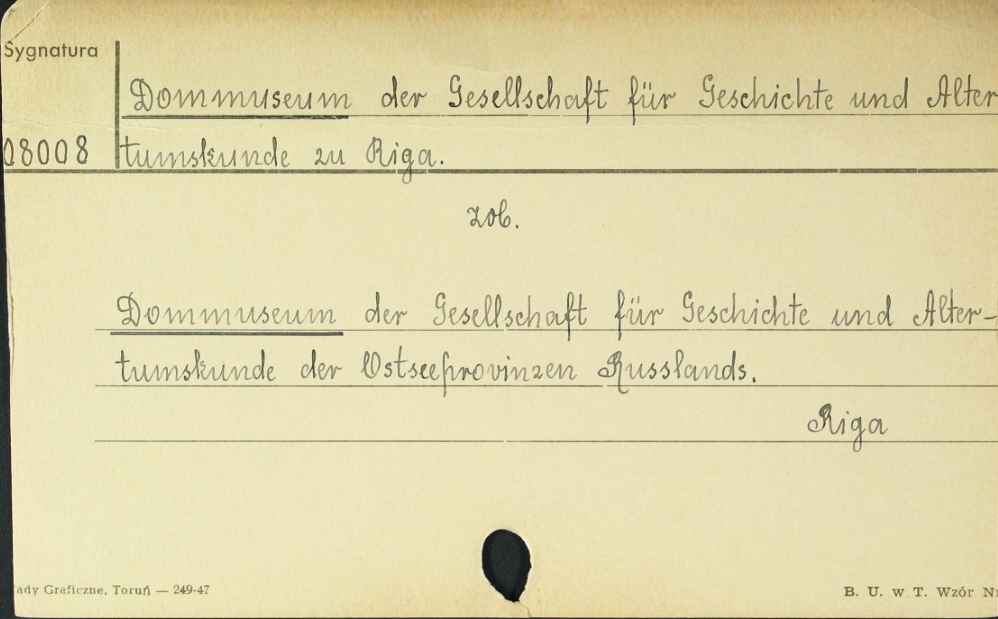 Sygnatura
Dommuseum der Gesellschaft für Geschichte und Alter
08008 tumskunde zu Riga.
zob.
Dommuseum der Gesellschaft für Geschichte und Alter-
tumskunde der Ostseeprovinzen Russlands.
Riga
ady Graficzne, Toruń — 249-47
B. U. w T. Wzór Nr